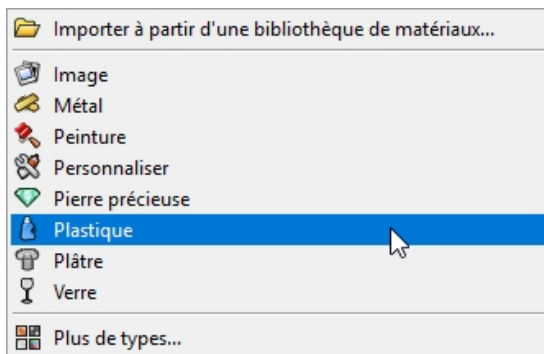 Importer à partir d'une bibliothèque de matériaux...
Image
Métal
Peinture
Personnaliser
Pierre précieuse
Plastique
Plâtre
Verre
Plus de types...